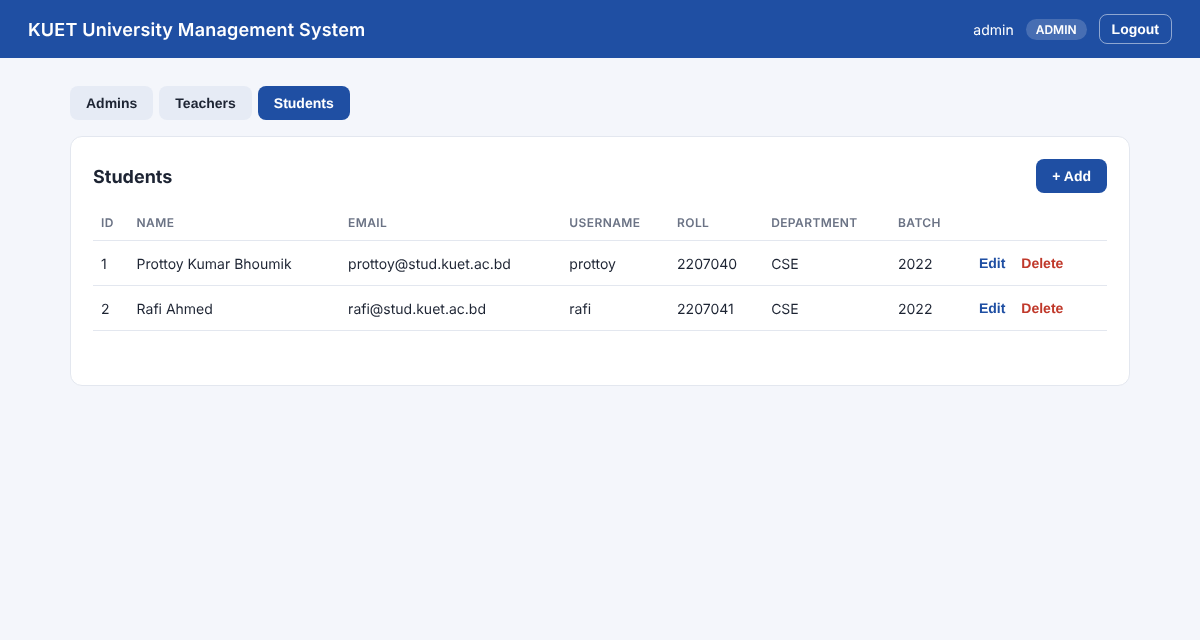 KUET University Management System admin ADMIN Logout
Admins Teachers Students
Students + Add
ID NAME EMAIL USERNAME ROLL DEPARTMENT BATCH
1 Prottoy Kumar Bhoumik prottoy@stud.kuet.ac.bd prottoy 2207040 CSE 2022 Edit Delete
2 Rafi Ahmed rafi@stud.kuet.ac.bd rafi 2207041 CSE 2022 Edit Delete